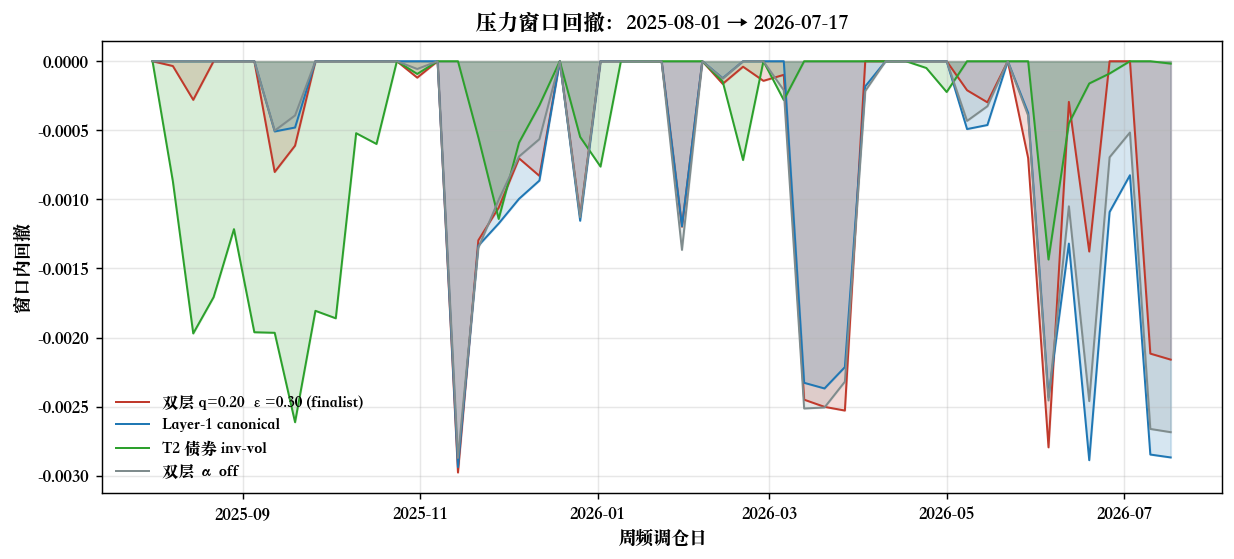 压力窗口回撤：2025-08-01 → 2026-07-17
窗口内回撤
0.0000
-0.0005
-0.0010
-0.0015
-0.0020
-0.0025
-0.0030
双层 q=0.20 ε=0.30 (finalist)
Layer-1 canonical
T2 债券 inv-vol
双层 α off
2025-09
2025-11
2026-01
2026-03
2026-05
2026-07
周频调仓日